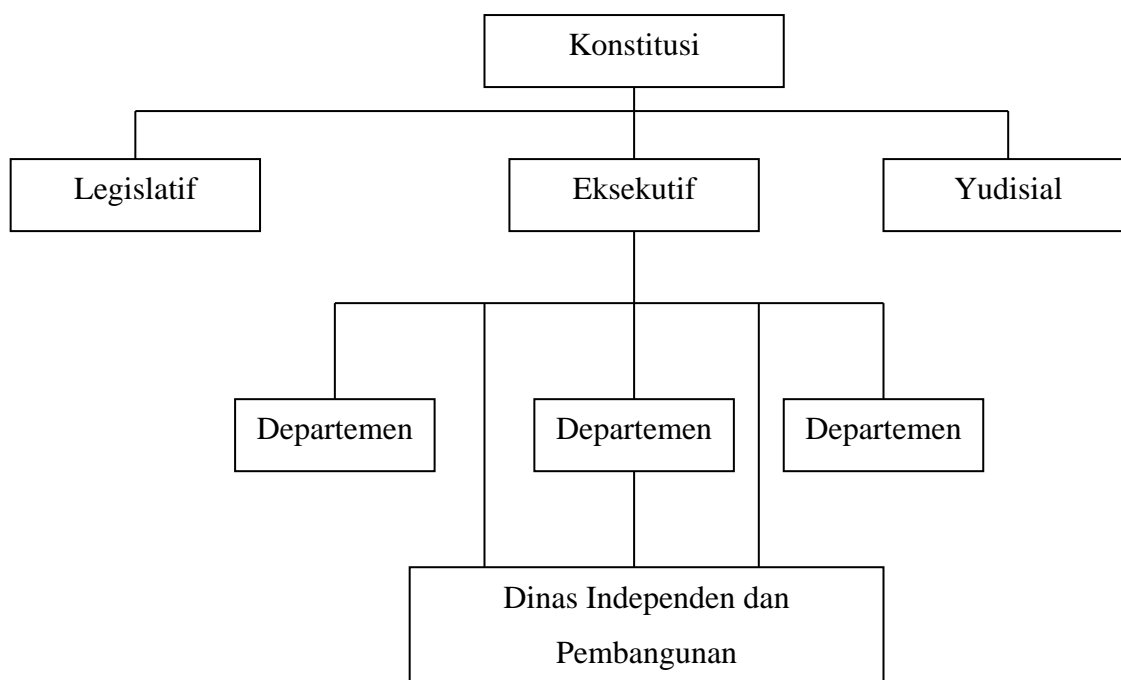 Konstitusi
Legislatif
Eksekutif
Yudisial
Departemen
Departemen
Departemen
Dinas Independen dan
Pembangunan